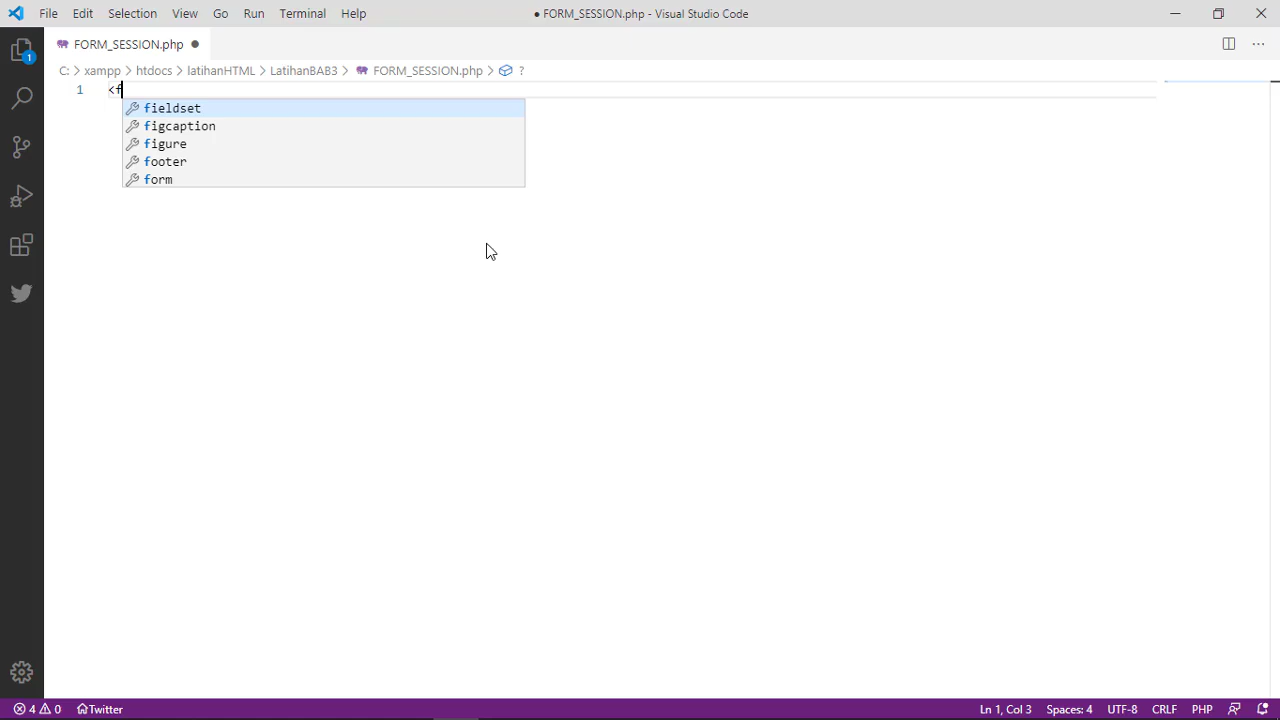 File Edit Selection View Go Run Terminal Help
● FORM_SESSION.php - Visual Studio Code
FORM_SESSION.php ●
C: > xampp > htdocs > latihanHTML > LatihanBAB3 > FORM_SESSION.php > ?
1 <f
fieldset
figcaption
figure
footer
form
1
4 0 Twitter
Ln 1, Col 3 Spaces: 4 UTF-8 CRLF PHP